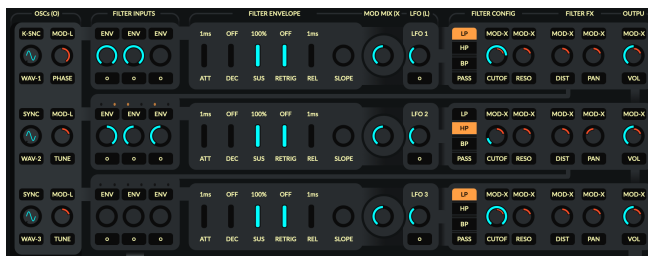 OSCs (O) FILTER INPUTS FILTER ENVELOPE MOD MIX (X LFO (L) FILTER CONFIG FILTER FX OUTPU
K-SNC MOD-L ENV ENV ENV 1ms OFF 100% OFF 1ms LFO 1 LP MOD-X MOD-X MOD-X MOD-X MOD-X
HP
BP
WAV-1 PHASE o o o ATT DEC SUS RETRIG REL SLOPE o PASS CUTOF RESO DIST PAN VOL
SYNC MOD-L ENV ENV ENV 1ms OFF 100% OFF 1ms LFO 2 LP MOD-X MOD-X MOD-X MOD-X MOD-X
HP
BP
WAV-2 TUNE o o o ATT DEC SUS RETRIG REL SLOPE o PASS CUTOF RESO DIST PAN VOL
SYNC MOD-L ENV ENV ENV 1ms OFF 100% OFF 1ms LFO 3 LP MOD-X MOD-X MOD-X MOD-X MOD-X
HP
BP
WAV-3 TUNE o o o ATT DEC SUS RETRIG REL SLOPE o PASS CUTOF RESO DIST PAN VOL